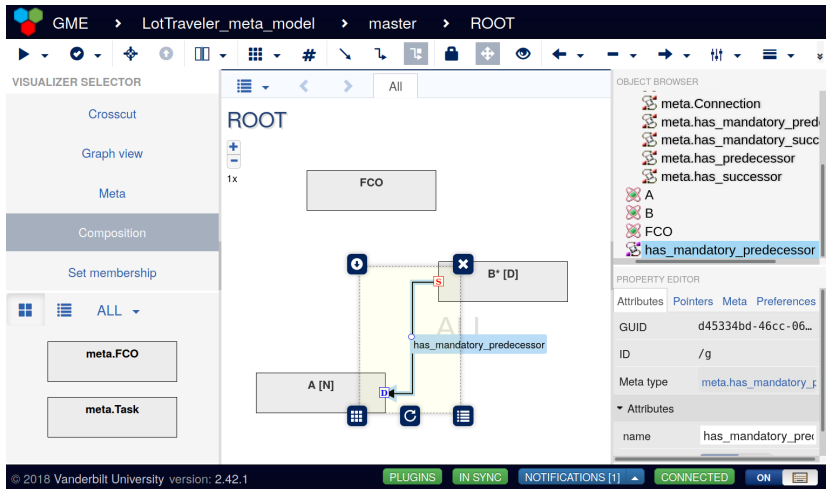 GME > LotTraveler_meta_model > master > ROOT
VISUALIZER SELECTOR
Crosscut
Graph view
Meta
Composition
Set membership
ALL
meta.FCO
meta.Task
All
ROOT
+
−
1x
FCO
B* [D]
S
ALL
has_mandatory_predecessor
A [N]
D
OBJECT BROWSER
meta.Connection
meta.has_mandatory_pred
meta.has_mandatory_succ
meta.has_predecessor
meta.has_successor
A
B
FCO
has_mandatory_predecessor
PROPERTY EDITOR
Attributes Pointers Meta Preferences
GUID d45334bd-46cc-06…
ID /g
Meta type meta.has_mandatory_p
Attributes
name has_mandatory_pred
© 2018 Vanderbilt University version: 2.42.1
PLUGINS IN SYNC NOTIFICATIONS [1] CONNECTED ON